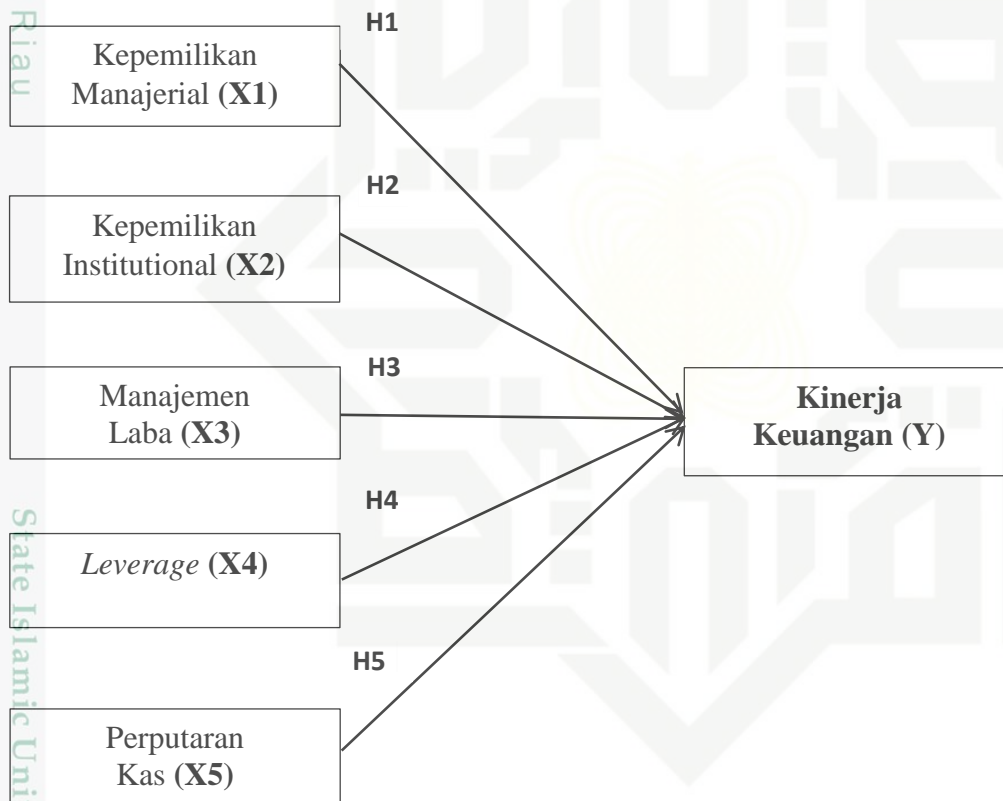 Riau
H1
Kepemilikan
Manajerial (X1)
H2
Kepemilikan
Institutional (X2)
H3
Manajemen
Laba (X3)
Kinerja
Keuangan (Y)
H4
Leverage (X4)
State Islamic Uni
H5
Perputaran
Kas (X5)